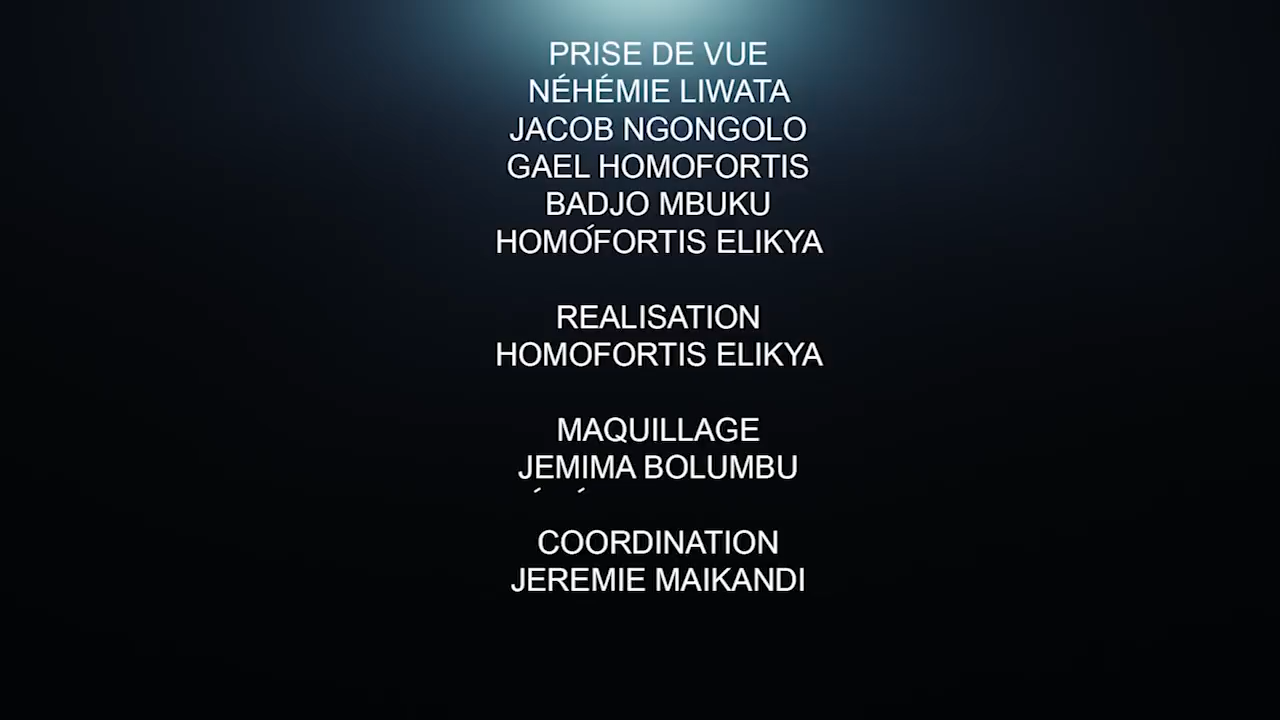 PRISE DE VUE
NÉHÉMIE LIWATA
JACOB NGONGOLO
GAEL HOMOFORTIS
BADJO MBUKU
HOMOFORTIS ELIKYA
REALISATION
HOMOFORTIS ELIKYA
MAQUILLAGE
JEMIMA BOLUMBU
COORDINATION
JEREMIE MAIKANDI